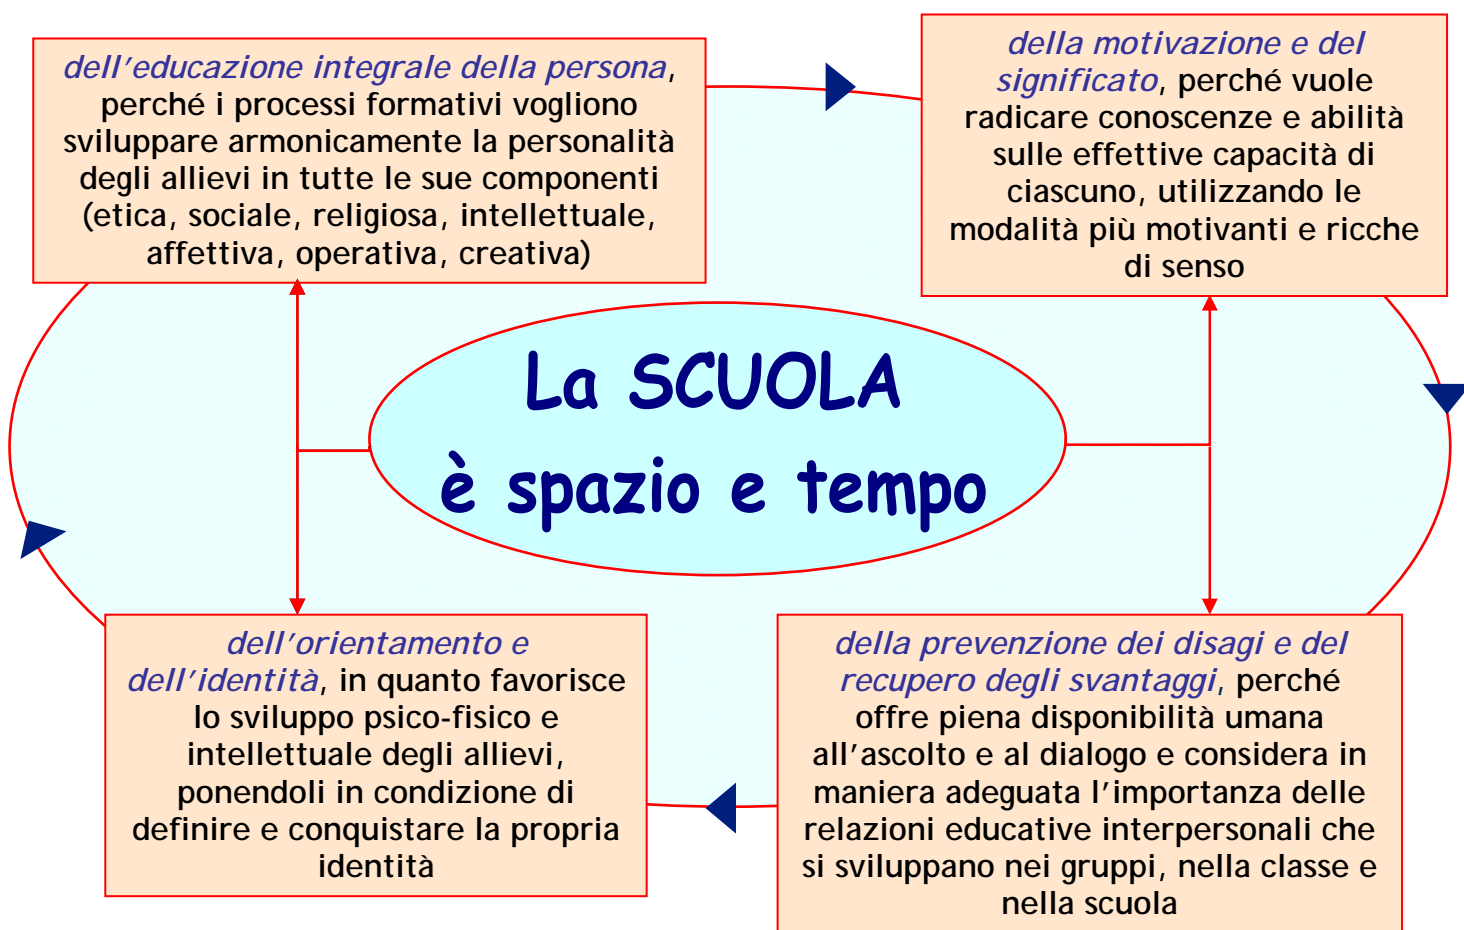 dell'educazione integrale della persona,
perché i processi formativi vogliono
sviluppare armonicamente la personalità
degli allievi in tutte le sue componenti
(etica, sociale, religiosa, intellettuale,
affettiva, operativa, creativa)
della motivazione e del
significato, perché vuole
radicare conoscenze e abilità
sulle effettive capacità di
ciascuno, utilizzando le
modalità più motivanti e ricche
di senso
La SCUOLA
è spazio e tempo
dell'orientamento e
dell'identità, in quanto favorisce
lo sviluppo psico-fisico e
intellettuale degli allievi,
ponendoli in condizione di
definire e conquistare la propria
identità
della prevenzione dei disagi e del
recupero degli svantaggi, perché
offre piena disponibilità umana
all'ascolto e al dialogo e considera in
maniera adeguata l'importanza delle
relazioni educative interpersonali che
si sviluppano nei gruppi, nella classe e
nella scuola